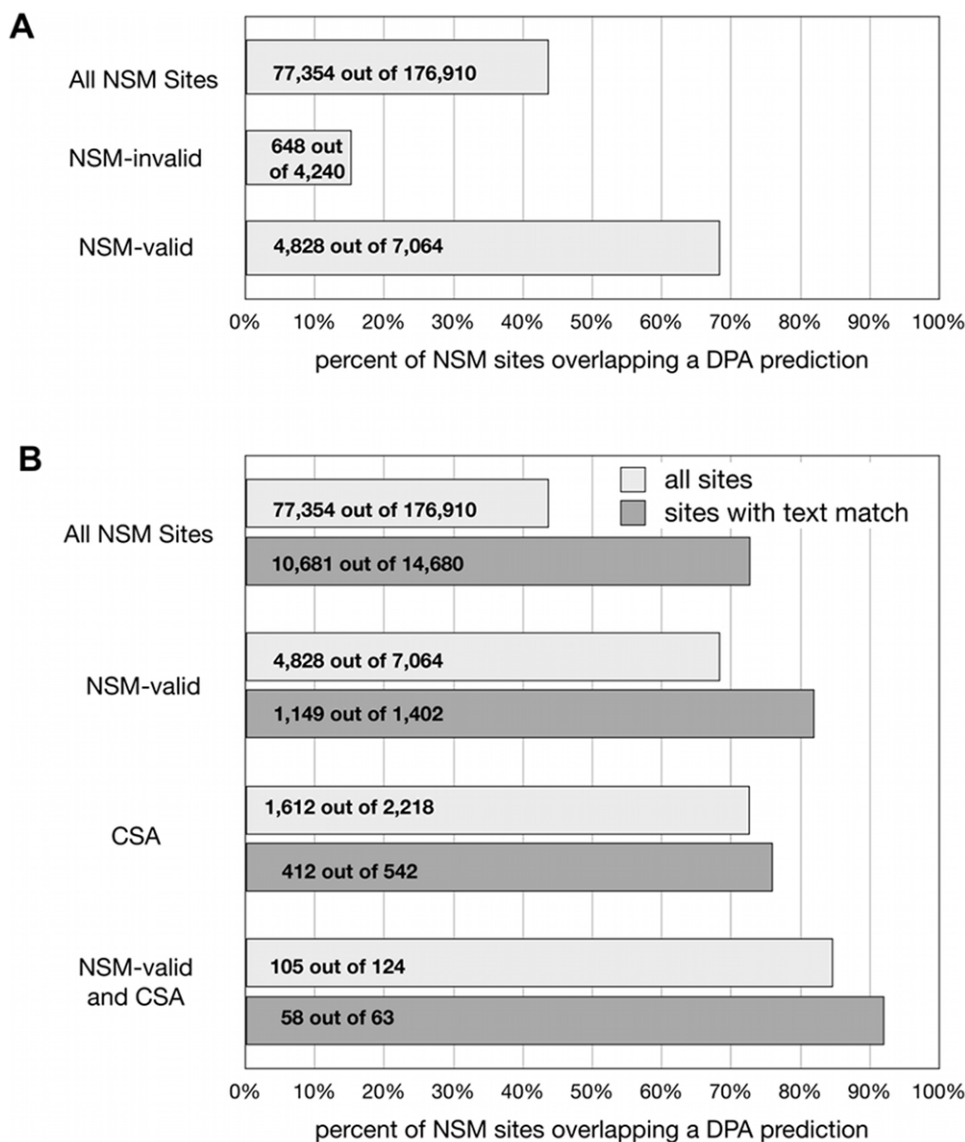 A
All NSM Sites
77,354 out of 176,910
NSM-invalid
648 out
of 4,240
NSM-valid
4,828 out of 7,064
0% 10% 20% 30% 40% 50% 60% 70% 80% 90% 100%
percent of NSM sites overlapping a DPA prediction
B
all sites
sites with text match
All NSM Sites
77,354 out of 176,910
10,681 out of 14,680
NSM-valid
4,828 out of 7,064
1,149 out of 1,402
CSA
1,612 out of 2,218
412 out of 542
NSM-valid
and CSA
105 out of 124
58 out of 63
0% 10% 20% 30% 40% 50% 60% 70% 80% 90% 100%
percent of NSM sites overlapping a DPA prediction